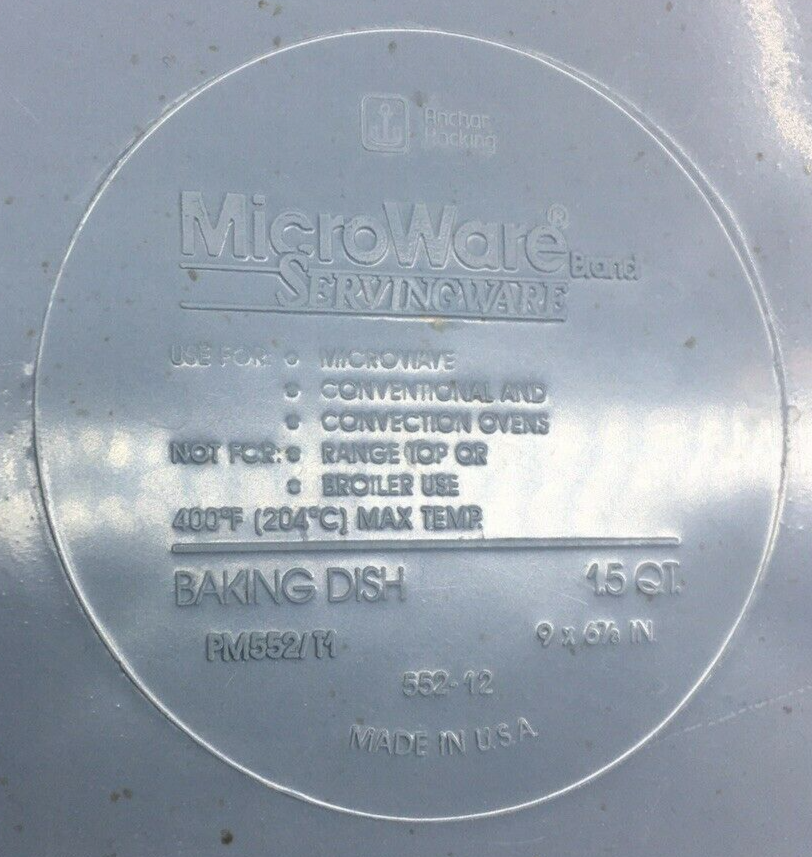 Anchor
Hocking
MicroWare® Brand
SERVINGWARE
USE FOR: • MICROWAVE
• CONVENTIONAL AND
• CONVECTION OVENS
NOT FOR: • RANGE TOP OR
• BROILER USE
400°F (204°C) MAX TEMP.
BAKING DISH 1.5 QT.
PM552/T1 9 x 6⅞ IN.
552-12
MADE IN U.S.A.